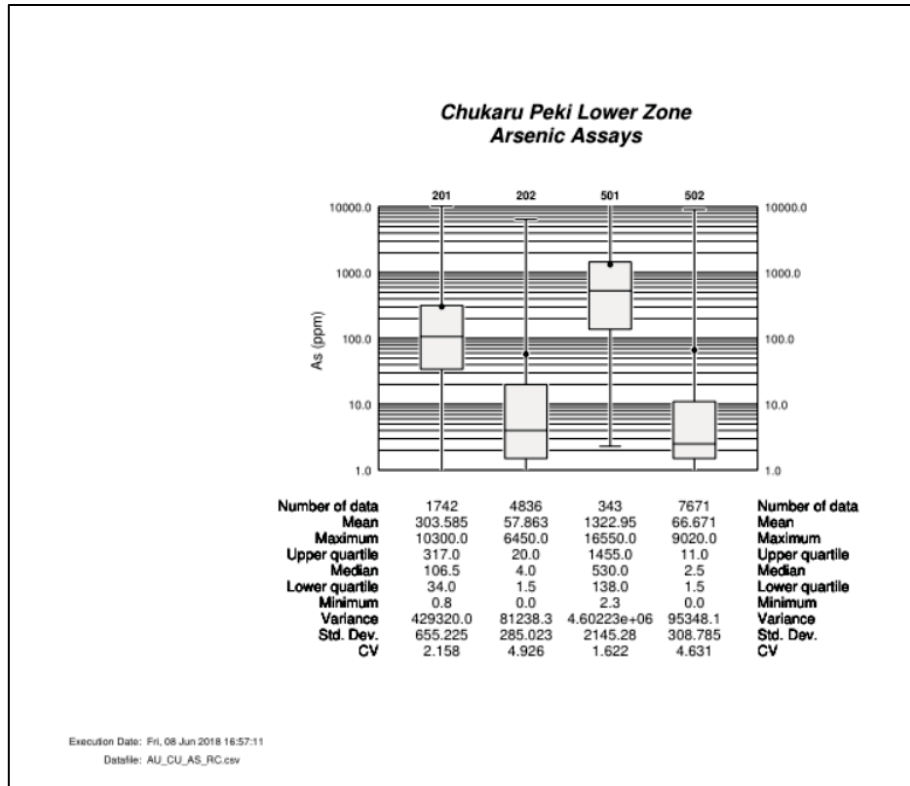 Chukaru Peki Lower Zone
Arsenic Assays
201 202 501 502
10000.0 10000.0
1000.0 1000.0
As (ppm)
100.0 100.0
10.0 10.0
1.0 1.0
Number of data 1742 4836 343 7671 Number of data
Mean 303.585 57.863 1322.95 66.671 Mean
Maximum 10300.0 6450.0 16550.0 9020.0 Maximum
Upper quartile 317.0 20.0 1455.0 11.0 Upper quartile
Median 106.5 4.0 530.0 2.5 Median
Lower quartile 34.0 1.5 138.0 1.5 Lower quartile
Minimum 0.8 0.0 2.3 0.0 Minimum
Variance 429320.0 81238.3 4.60223e+06 95348.1 Variance
Std. Dev. 655.225 285.023 2145.28 308.785 Std. Dev.
CV 2.158 4.926 1.622 4.631 CV
Execution Date: Fri, 08 Jun 2018 16:57:11
Datafile: AU_CU_AS_RC.csv